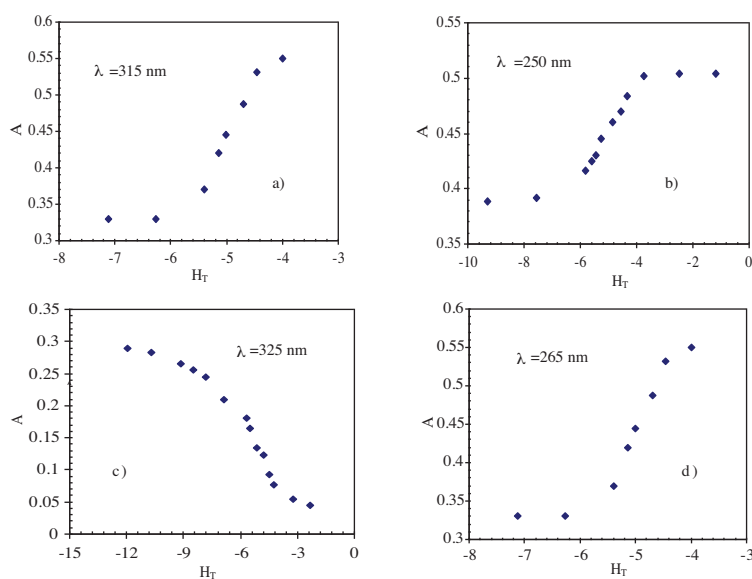 0.6
0.55
0.5
0.45
0.4
0.35
0.3
A
λ =315 nm
a)
-8 -7 -6 -5 -4 -3
H_T
0.55
0.5
0.45
0.4
0.35
A
λ =250 nm
b)
-10 -8 -6 -4 -2 0
H_T
0.35
0.3
0.25
0.2
0.15
0.1
0.05
0
A
λ =325 nm
c )
-15 -12 -9 -6 -3 0
H_T
0.6
0.55
0.5
0.45
0.4
0.35
0.3
A
λ =265 nm
d )
-8 -7 -6 -5 -4 -3
H_T